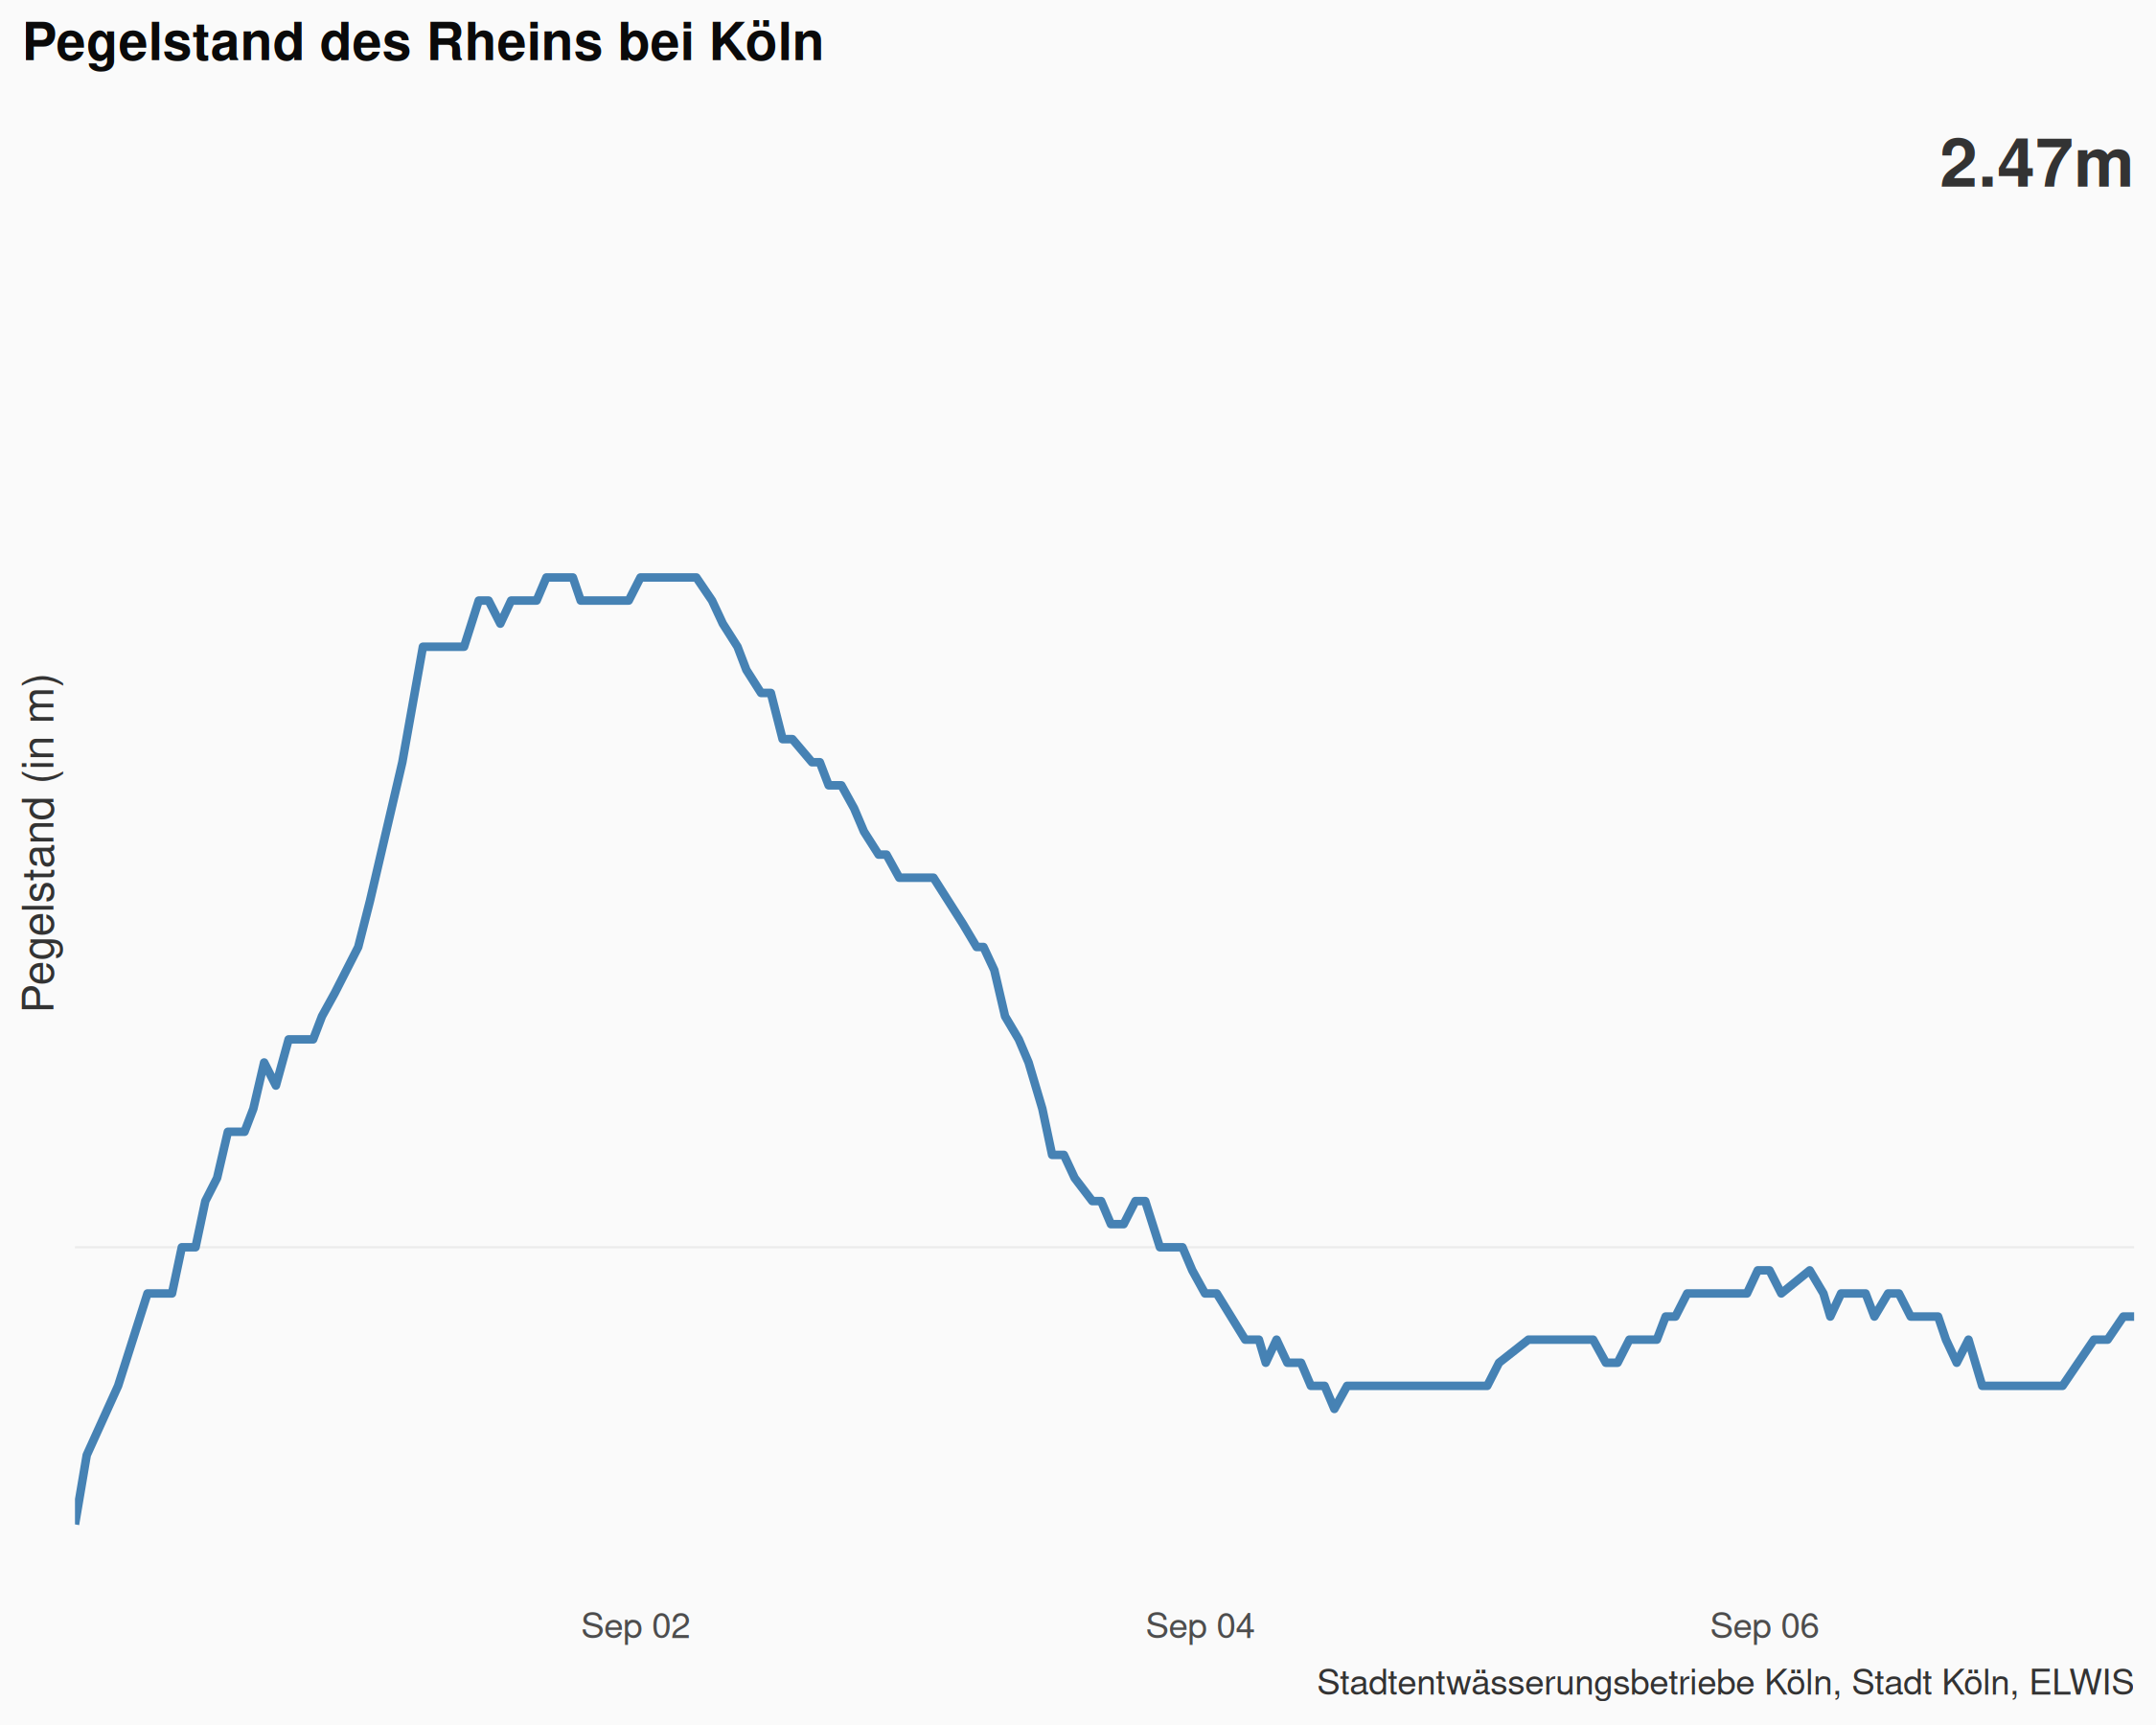 Pegelstand des Rheins bei Köln
2.47m
Pegelstand (in m)
Sep 02
Sep 04
Sep 06
Stadtentwässerungsbetriebe Köln, Stadt Köln, ELWIS